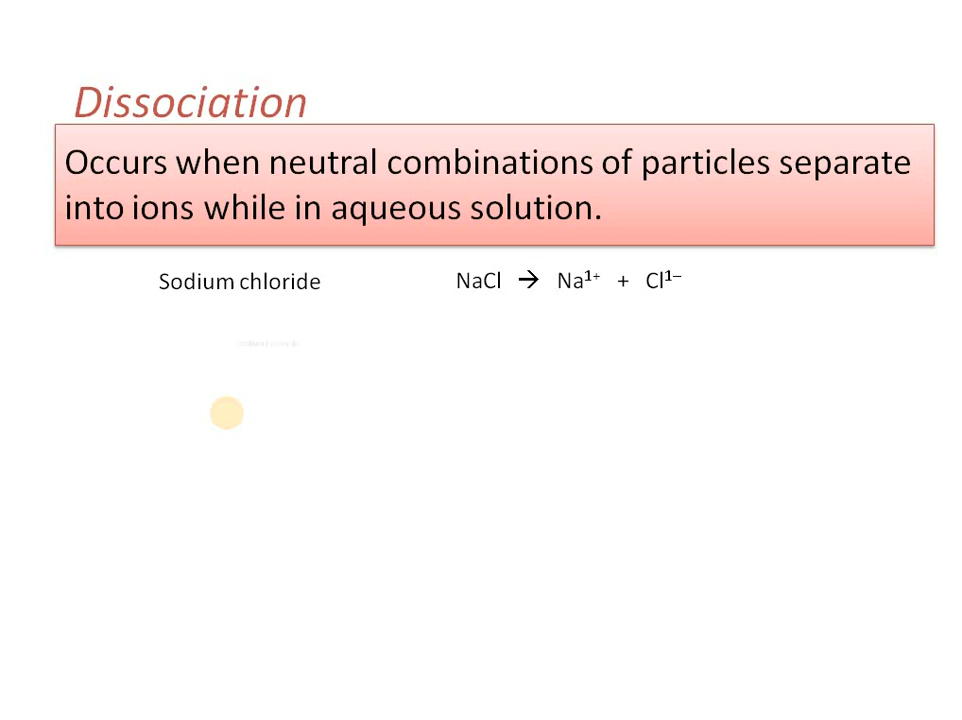 Dissociation
Occurs when neutral combinations of particles separate
into ions while in aqueous solution.
Sodium chloride NaCl → Na¹⁺ + Cl¹⁻